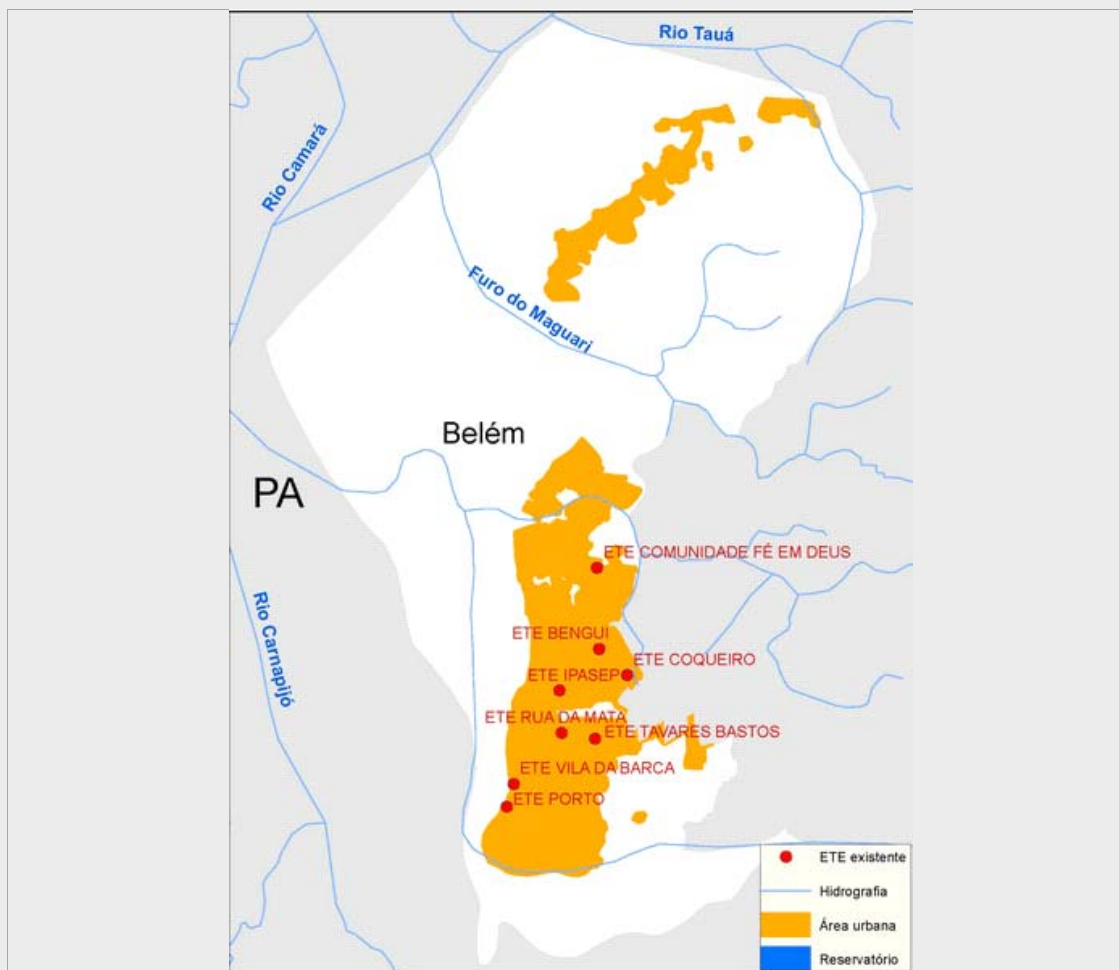 Rio Tauá
Rio Camará
Furo do Maguari
Belém
PA
ETE COMUNIDADE FÉ EM DEUS
Rio Carnapijó
ETE BENGUI
ETE COQUEIRO
ETE IPASEP
ETE RUA DA MATA
ETE TAVARES BASTOS
ETE VILA DA BARCA
ETE PORTO
ETE existente
Hidrografia
Área urbana
Reservatório